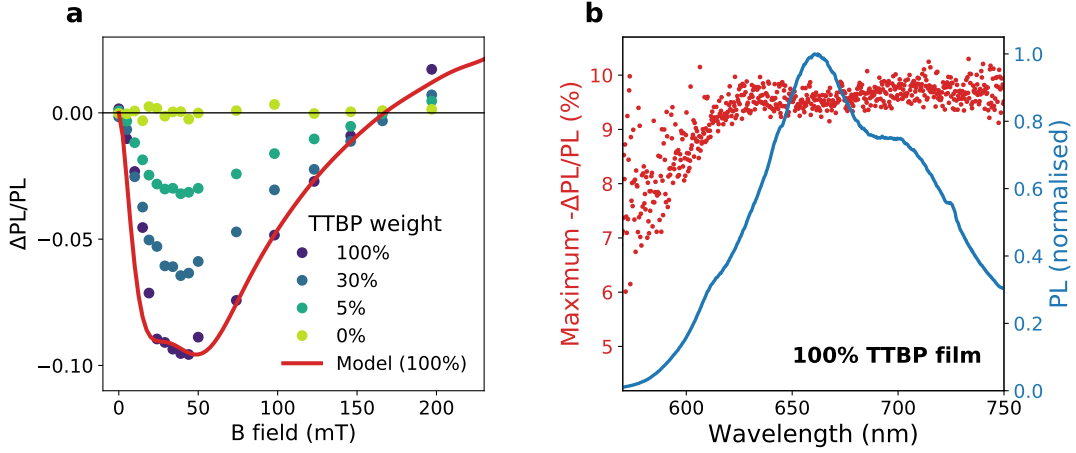 a
ΔPL/PL
0.00
−0.05
−0.10
TTBP weight
100%
30%
5%
0%
Model (100%)
0 50 100 150 200
B field (mT)
b
Maximum -ΔPL/PL (%)
10
9
8
7
6
5
100% TTBP film
600 650 700 750
Wavelength (nm)
1.0
0.8
0.6
0.4
0.2
0.0
PL (normalised)